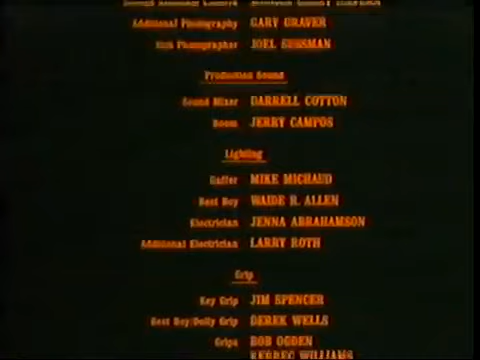 Additional Photography GARY GRAVER
Still Photographer JOEL SUSSMAN
Production Sound
Sound Mixer DARRELL COTTON
Boom JERRY CAMPOS
Lighting
Gaffer MIKE MICHAUD
Best Boy WAIDE R. ALLEN
Electrician JENNA ABRAHAMSON
Additional Electrician LARRY ROTH
Grip
Key Grip JIM SPENCER
Best Boy/Dolly Grip DEREK WELLS
Grips BOB OGDEN
WILLIAMS